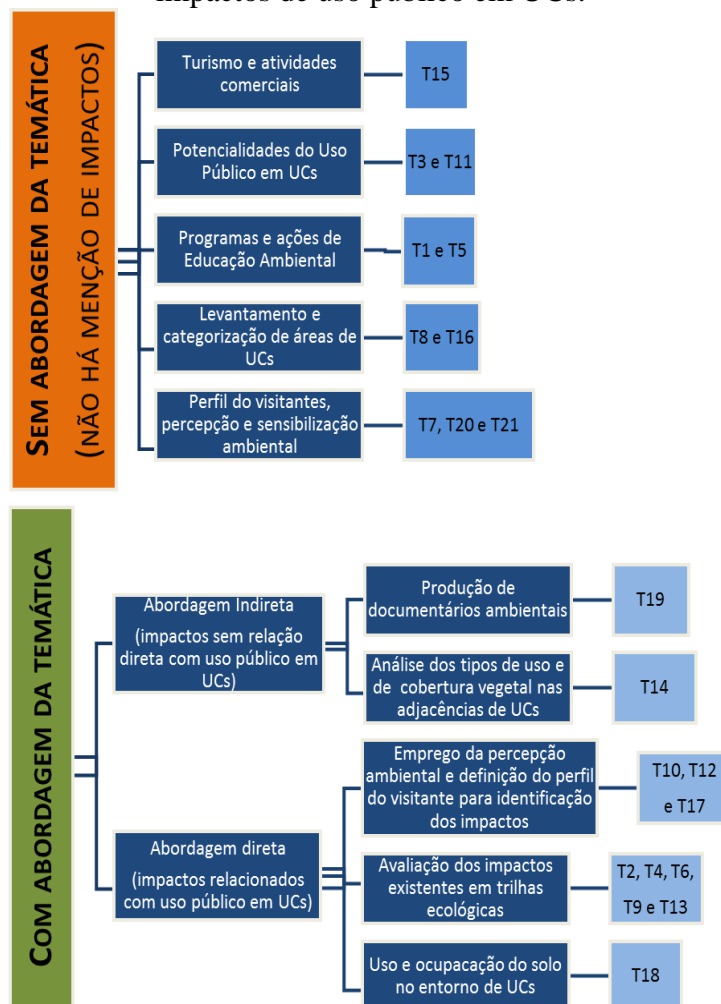 impactos de uso público em UCs.
SEM ABORDAGEM DA TEMÁTICA
(NÃO HÁ MENÇÃO DE IMPACTOS)
Turismo e atividades
comerciais
T15
Potencialidades do Uso
Público em UCs
T3 e T11
Programas e ações de
Educação Ambiental
T1 e T5
Levantamento e
categorização de áreas de
UCs
T8 e T16
Perfil do visitantes,
percepção e sensibilização
ambiental
T7, T20 e T21
COM ABORDAGEM DA TEMÁTICA
Abordagem Indireta
(impactos sem relação
direta com uso público em
UCs)
Produção de
documentários ambientais
T19
Análise dos tipos de uso e
de cobertura vegetal nas
adjacências de UCs
T14
Abordagem direta
(impactos relacionados
com uso público em UCs)
Emprego da percepção
ambiental e definição do perfil
do visitante para identificação
dos impactos
T10, T12
e T17
Avaliação dos impactos
existentes em trilhas
ecológicas
T2, T4, T6,
T9 e T13
Uso e ocupacação do solo
no entorno de UCs
T18